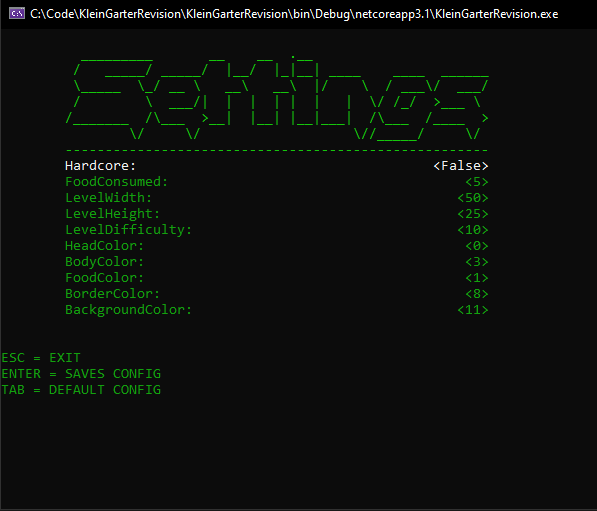 C:\Code\KleinGarterRevision\KleinGarterRevision\bin\Debug\netcoreapp3.1\KleinGarterRevision.exe
Settings
Hardcore: <False>
FoodConsumed: <5>
LevelWidth: <50>
LevelHeight: <25>
LevelDifficulty: <10>
HeadColor: <0>
BodyColor: <3>
FoodColor: <1>
BorderColor: <8>
BackgroundColor: <11>
ESC = EXIT
ENTER = SAVES CONFIG
TAB = DEFAULT CONFIG